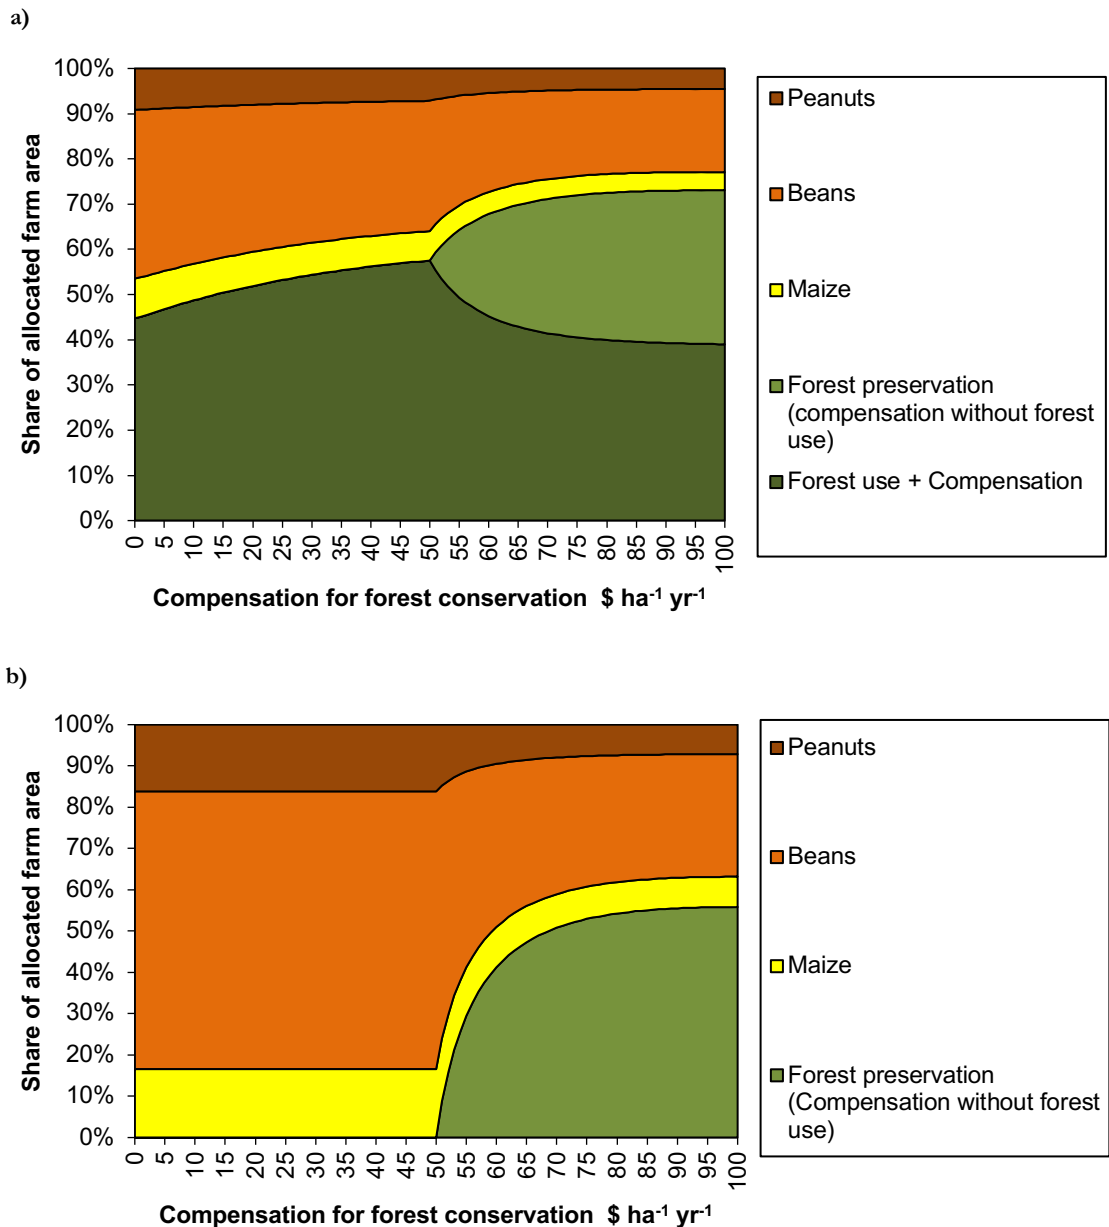 a)
100%
90%
80%
70%
60%
50%
40%
30%
20%
10%
0%
Share of allocated farm area
0 5 10 15 20 25 30 35 40 45 50 55 60 65 70 75 80 85 90 95 100
Compensation for forest conservation $ ha⁻¹ yr⁻¹
Peanuts
Beans
Maize
Forest preservation
(compensation without forest
use)
Forest use + Compensation
b)
100%
90%
80%
70%
60%
50%
40%
30%
20%
10%
0%
Share of allocated farm area
0 5 10 15 20 25 30 35 40 45 50 55 60 65 70 75 80 85 90 95 100
Compensation for forest conservation $ ha⁻¹ yr⁻¹
Peanuts
Beans
Maize
Forest preservation
(Compensation without forest
use)